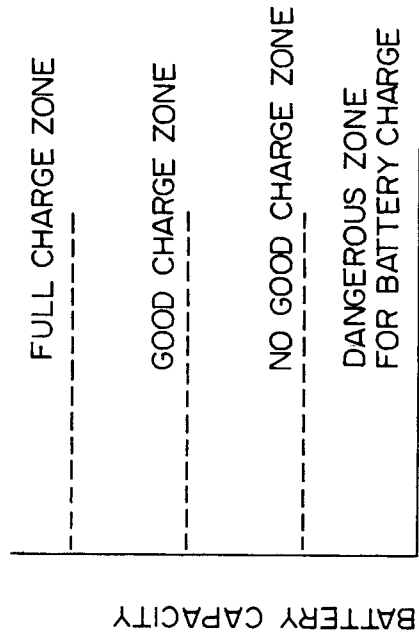 FULL CHARGE ZONE
GOOD CHARGE ZONE
NO GOOD CHARGE ZONE
DANGEROUS ZONE
FOR BATTERY CHARGE
BATTERY CAPACITY